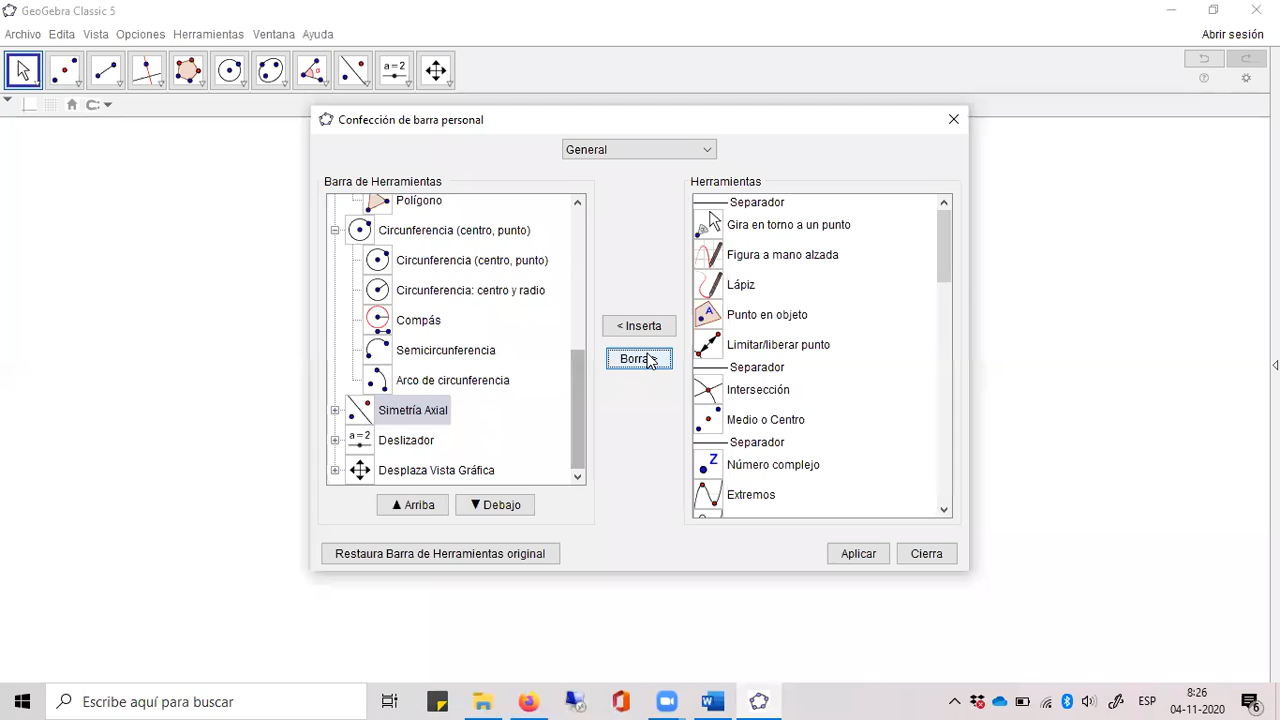 GeoGebra Classic 5
Archivo Edita Vista Opciones Herramientas Ventana Ayuda
Abrir sesión
a=2
Confección de barra personal
General
Barra de Herramientas
Herramientas
Polígono
Circunferencia (centro, punto)
Circunferencia (centro, punto)
Circunferencia: centro y radio
Compás
Semicircunferencia
Arco de circunferencia
Simetría Axial
a=2
Deslizador
Desplaza Vista Gráfica
▲ Arriba
▼ Debajo
< Inserta
Separador
Gira en torno a un punto
Figura a mano alzada
Lápiz
A
Punto en objeto
Limitar/liberar punto
Separador
Intersección
Medio o Centro
Separador
Z
Número complejo
Extremos
Restaura Barra de Herramientas original
Aplicar
Cierra
Escribe aquí para buscar
ESP
8:26
04-11-2020
6